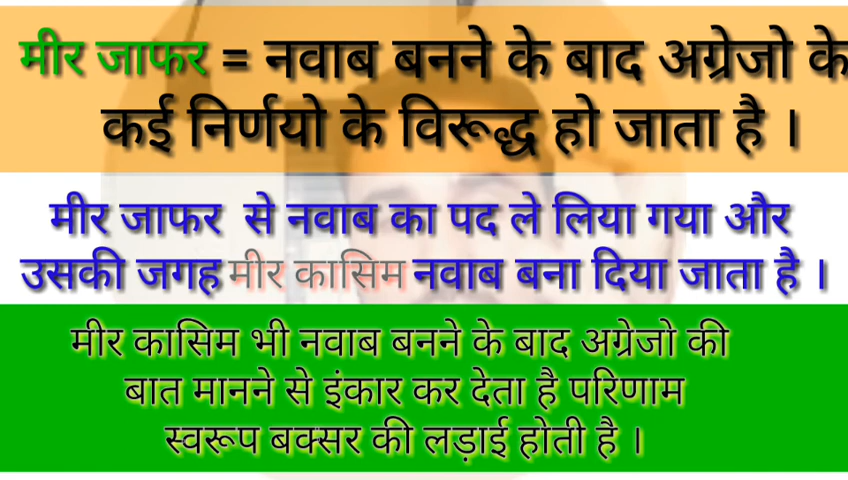 मीर जाफर = नवाब बनने के बाद अग्रेजो के
कई निर्णयो के विरूद्ध हो जाता है ।
मीर जाफर से नवाब का पद ले लिया गया और
उसकी जगह मीर कासिम नवाब बना दिया जाता है ।
मीर कासिम भी नवाब बनने के बाद अग्रेजो की
बात मानने से इंकार कर देता है परिणाम
स्वरूप बक्सर की लड़ाई होती है ।